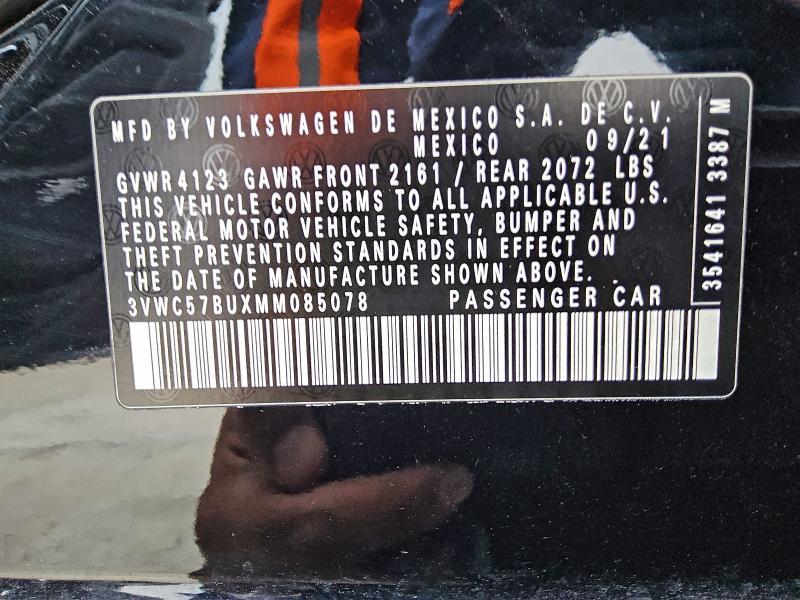 MFD BY VOLKSWAGEN DE MEXICO S.A. DE C.V.
MEXICO 09/21
GVWR 4123 GAWR FRONT 2161 / REAR 2072 LBS
THIS VEHICLE CONFORMS TO ALL APPLICABLE U.S.
FEDERAL MOTOR VEHICLE SAFETY, BUMPER AND
THEFT PREVENTION STANDARDS IN EFFECT ON
THE DATE OF MANUFACTURE SHOWN ABOVE.
3VWC57BUXMM085078 PASSENGER CAR
3541641 3387 M